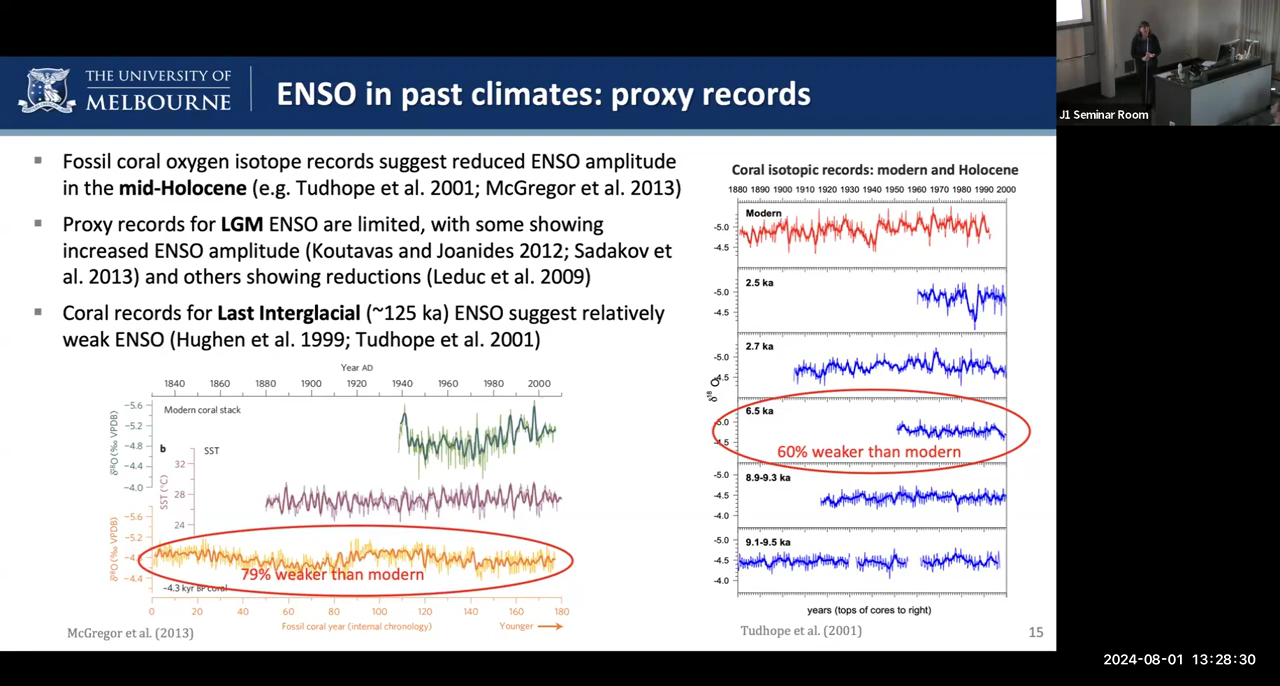 THE UNIVERSITY OF
MELBOURNE
ENSO in past climates: proxy records
▪ Fossil coral oxygen isotope records suggest reduced ENSO amplitude
in the mid-Holocene (e.g. Tudhope et al. 2001; McGregor et al. 2013)
▪ Proxy records for LGM ENSO are limited, with some showing
increased ENSO amplitude (Koutavas and Joanides 2012; Sadakov et
al. 2013) and others showing reductions (Leduc et al. 2009)
▪ Coral records for Last Interglacial (~125 ka) ENSO suggest relatively
weak ENSO (Hughen et al. 1999; Tudhope et al. 2001)
Year AD
1840 1860 1880 1900 1920 1940 1960 1980 2000
Modern coral stack
δ¹⁸O (‰ VPDB)
−5.6
−5.2
−4.8
−4.4
−4.0
b
SST
SST (°C)
32
28
24
δ¹⁸O (‰ VPDB)
−5.6
−5.2
−4.4
79% weaker than modern
~4.3 kyr BP coral
0 20 40 60 80 100 120 140 160 180
Fossil coral year (internal chronology)
Younger
McGregor et al. (2013)
Coral isotopic records: modern and Holocene
1880 1890 1900 1910 1920 1930 1940 1950 1960 1970 1980 1990 2000
Modern
-5.0
-4.5
2.5 ka
-5.0
-4.5
2.7 ka
-5.0
-4.5
δ¹⁸O
6.5 ka
-5.0
-4.5
60% weaker than modern
8.9-9.3 ka
-5.0
-4.5
-4.0
9.1-9.5 ka
-5.0
-4.5
-4.0
years (tops of cores to right)
Tudhope et al. (2001)
15
J1 Seminar Room
2024-08-01 13:28:30